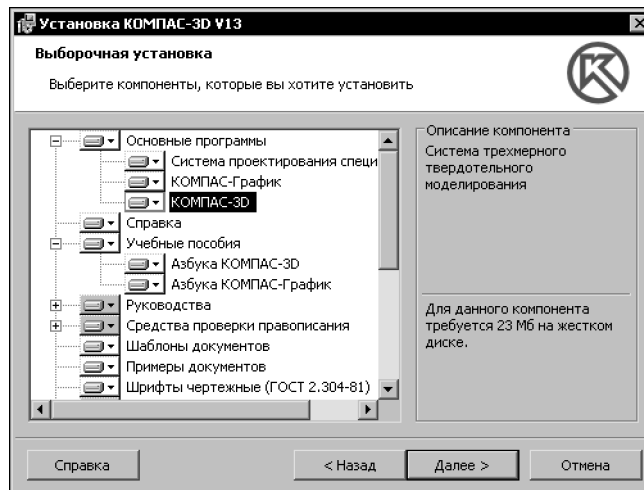 Установка КОМПАС-3D V13
Выборочная установка
Выберите компоненты, которые вы хотите установить
Основные программы
Система проектирования специ
КОМПАС-График
КОМПАС-3D
Справка
Учебные пособия
Азбука КОМПАС-3D
Азбука КОМПАС-График
Руководства
Средства проверки правописания
Шаблоны документов
Примеры документов
Шрифты чертежные (ГОСТ 2.304-81)
Описание компонента
Система трехмерного
твердотельного
моделирования
Для данного компонента
требуется 23 Мб на жестком
диске.
Справка
< Назад
Далее >
Отмена